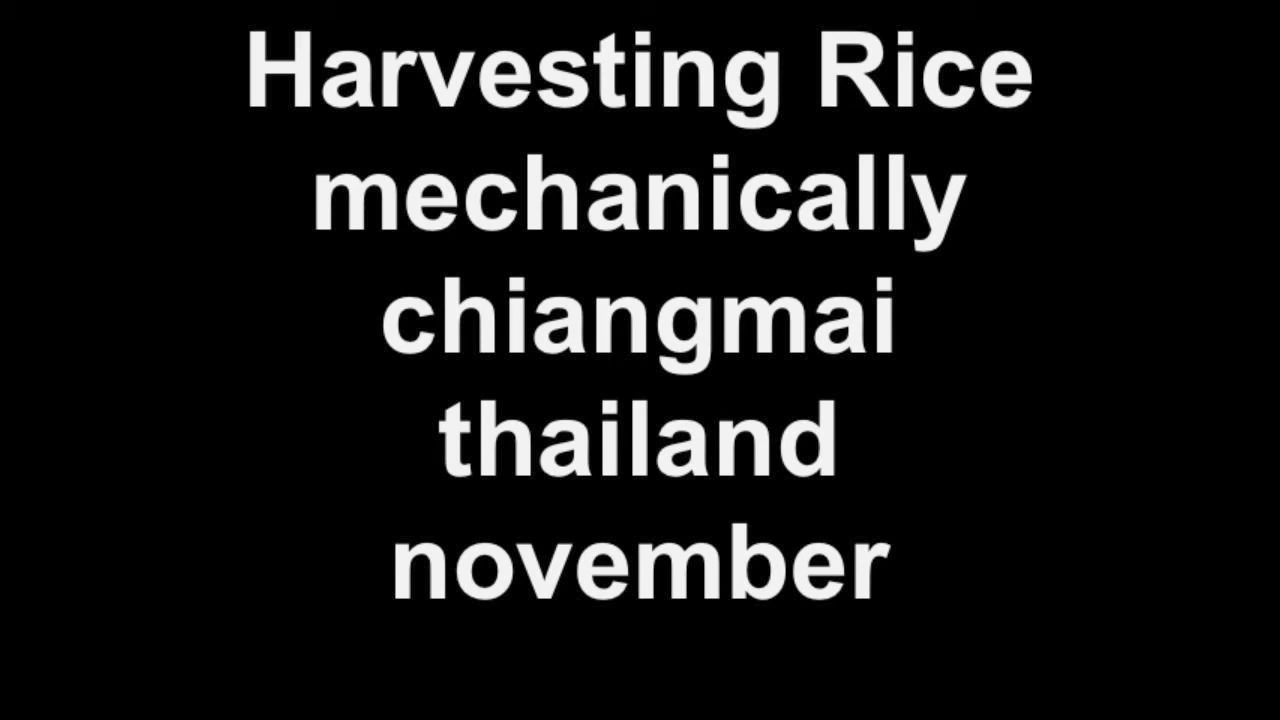 Harvesting Rice
mechanically
chiangmai
thailand
november